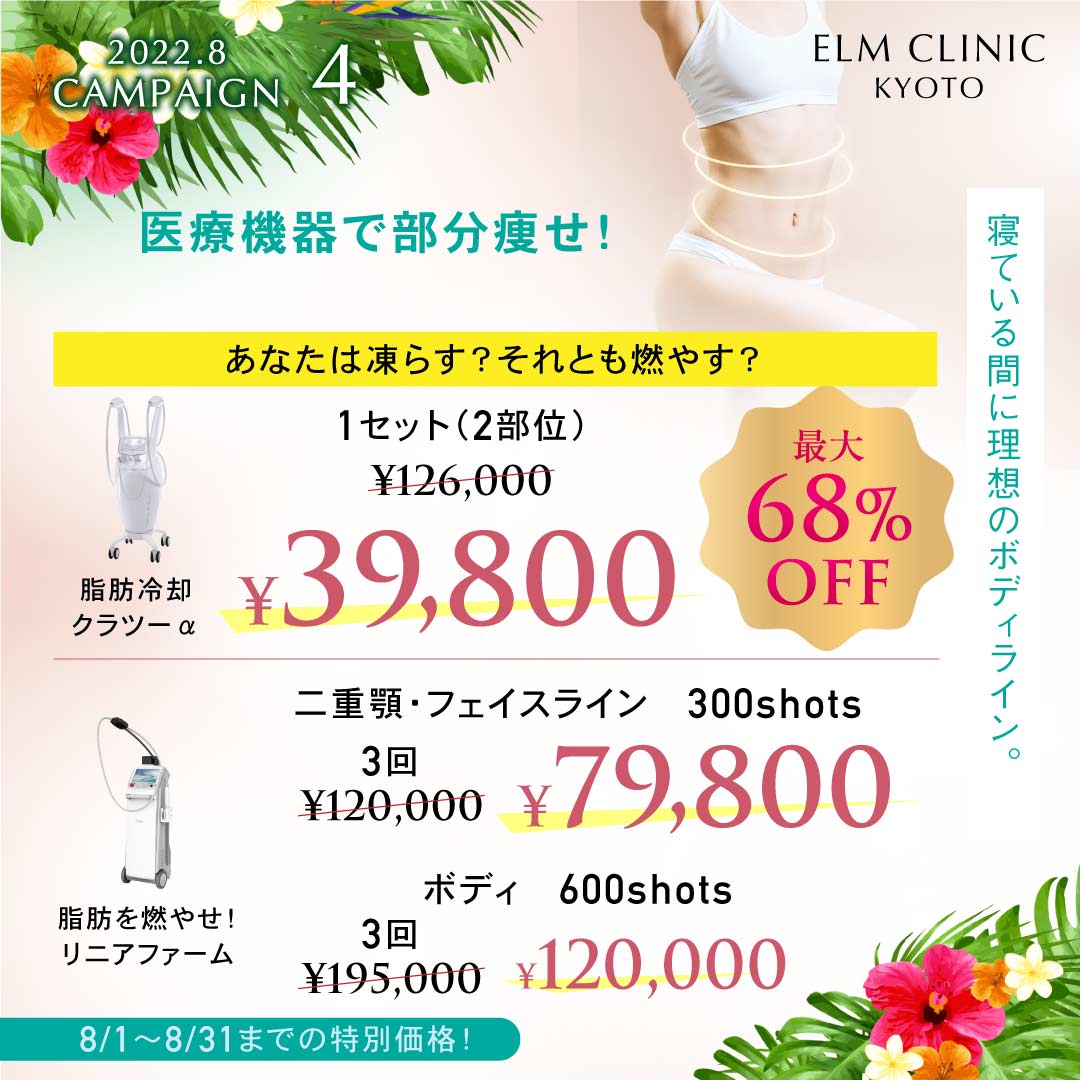 2022.8
CAMPAIGN 4
ELM CLINIC
KYOTO
医療機器で部分痩せ!
寝ている間に理想のボディライン。
あなたは凍らす?それとも燃やす?
1セット(2部位)
¥126,000
¥39,800
最大
68%
OFF
脂肪冷却
クラツーα
二重顎・フェイスライン 300shots
3回
¥120,000
¥79,800
ボディ 600shots
3回
¥195,000
¥120,000
脂肪を燃やせ!
リニアファーム
8/1〜8/31までの特別価格!